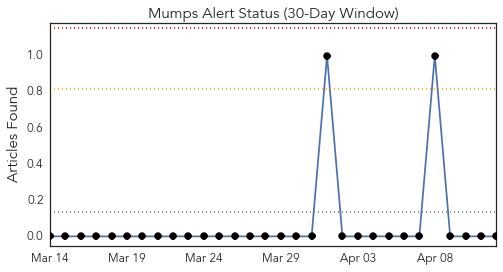 Mumps Alert Status (30-Day Window)
Articles Found
1.0
0.8
0.6
0.4
0.2
0.0
Mar 14 Mar 19 Mar 24 Mar 29 Apr 03 Apr 08